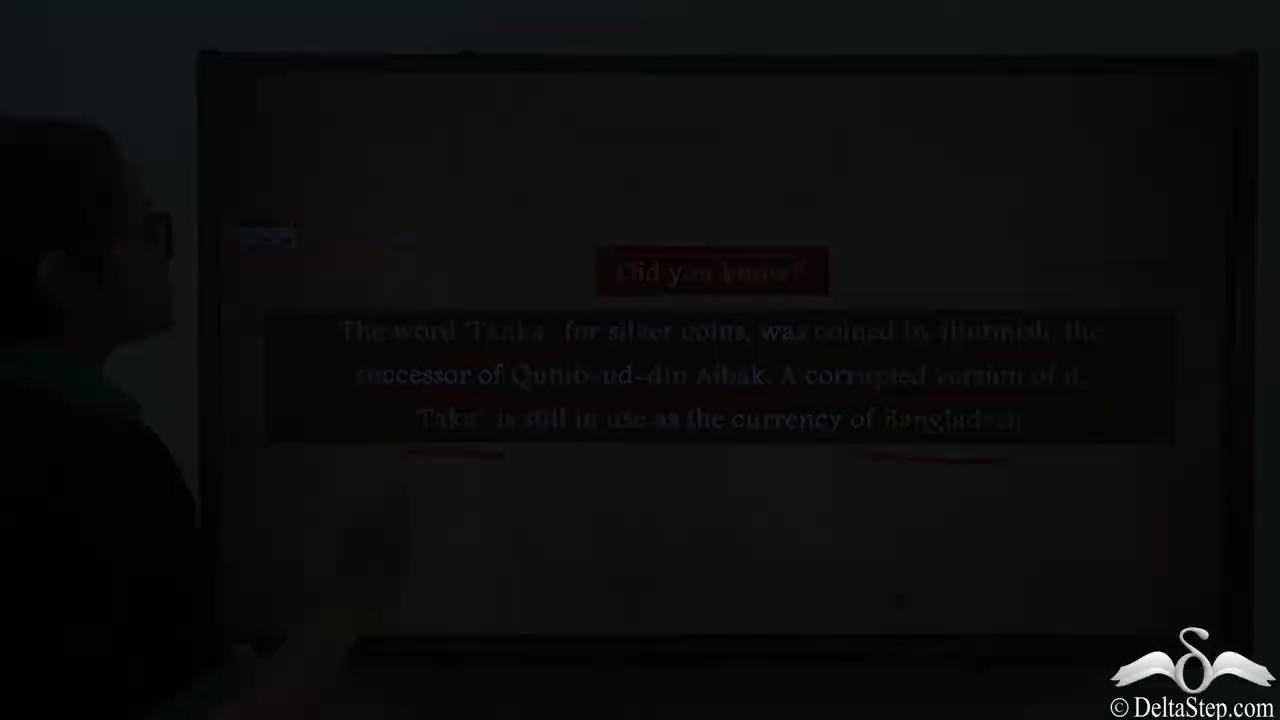 Did you know?
The word 'Tanka' for silver coins, was coined by Iltutmish, the
successor of Qutub-ud-din Aibak. A corrupted version of it,
'Taka' is still in use as the currency of Bangladesh
© DeltaStep.com